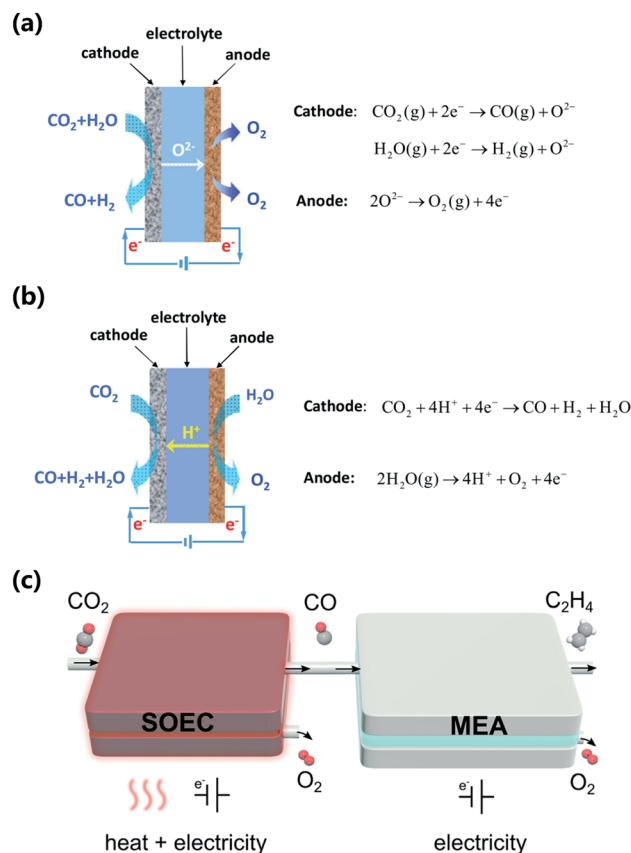 (a)
electrolyte
cathode
anode
CO₂+H₂O
O₂
O²⁻
CO+H₂
O₂
e⁻
e⁻
Cathode: CO₂(g) + 2e⁻ → CO(g) + O²⁻
H₂O(g) + 2e⁻ → H₂(g) + O²⁻
Anode: 2O²⁻ → O₂(g) + 4e⁻
(b)
electrolyte
cathode
anode
CO₂
H₂O
H⁺
CO+H₂+H₂O
O₂
e⁻
e⁻
Cathode: CO₂ + 4H⁺ + 4e⁻ → CO + H₂ + H₂O
Anode: 2H₂O(g) → 4H⁺ + O₂ + 4e⁻
(c)
CO₂
CO
C₂H₄
SOEC
MEA
O₂
O₂
e⁻
e⁻
heat + electricity
electricity